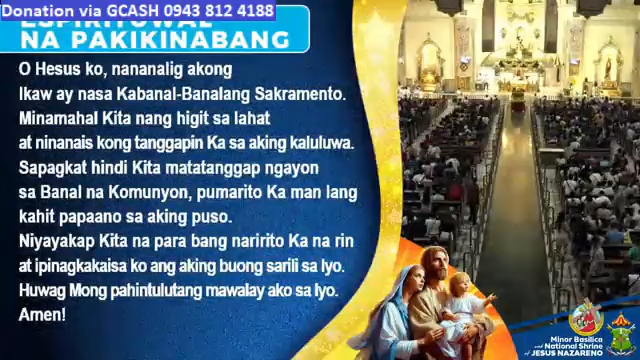 Donation via GCASH 0943 812 4188
ESPIRITUWAL
NA PAKIKINABANG
O Hesus ko, nananalig akong
Ikaw ay nasa Kabanal-Banalang Sakramento.
Minamahal Kita nang higit sa lahat
at ninanais kong tanggapin Ka sa aking kaluluwa.
Sapagkat hindi Kita matatanggap ngayon
sa Banal na Komunyon, pumarito Ka man lang
kahit papaano sa aking puso.
Niyayakap Kita na para bang naririto Ka na rin
at ipinagkakaisa ko ang aking buong sarili sa Iyo.
Huwag Mong pahintulutang mawalay ako sa Iyo.
Amen!
Minor Basilica
and National Shrine
of JESUS NAZARENO